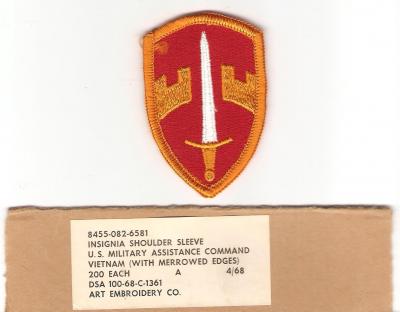 8455-082-6581
INSIGNIA SHOULDER SLEEVE
U.S. MILITARY ASSISTANCE COMMAND
VIETNAM (WITH MERROWED EDGES)
200 EACH A 4/68
DSA 100-68-C-1361
ART EMBROIDERY CO.